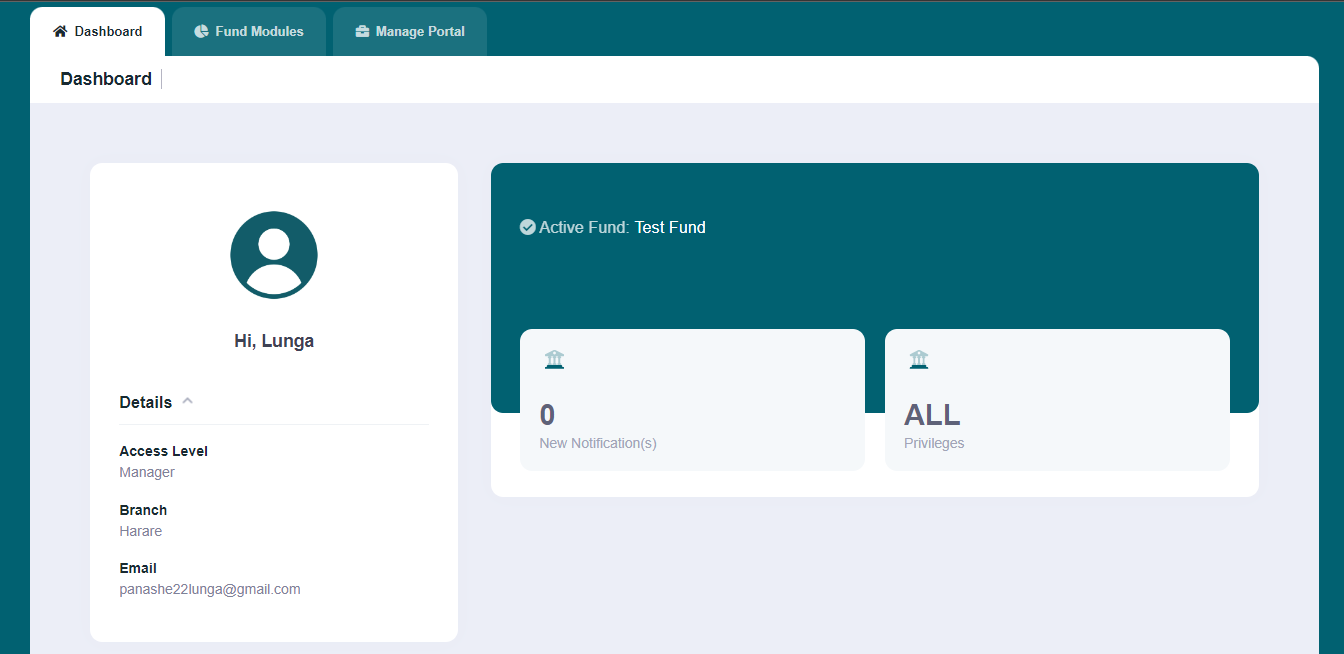 Dashboard
Fund Modules
Manage Portal
Dashboard
Hi, Lunga
Details
Access Level
Manager
Branch
Harare
Email
panashe22lunga@gmail.com
Active Fund: Test Fund
0
New Notification(s)
ALL
Privileges